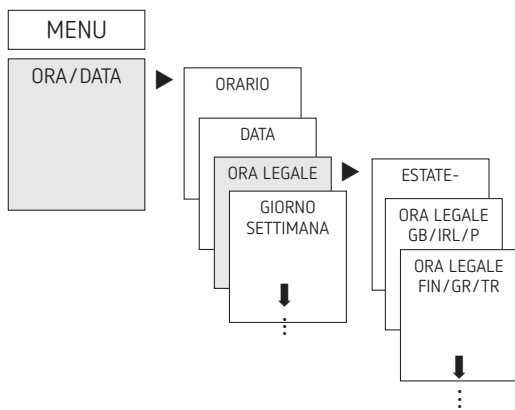 MENU
ORA/DATA
ORARIO
DATA
ORA LEGALE
GIORNO
SETTIMANA
ESTATE-
ORA LEGALE
GB/IRL/P
ORA LEGALE
FIN/GR/TR